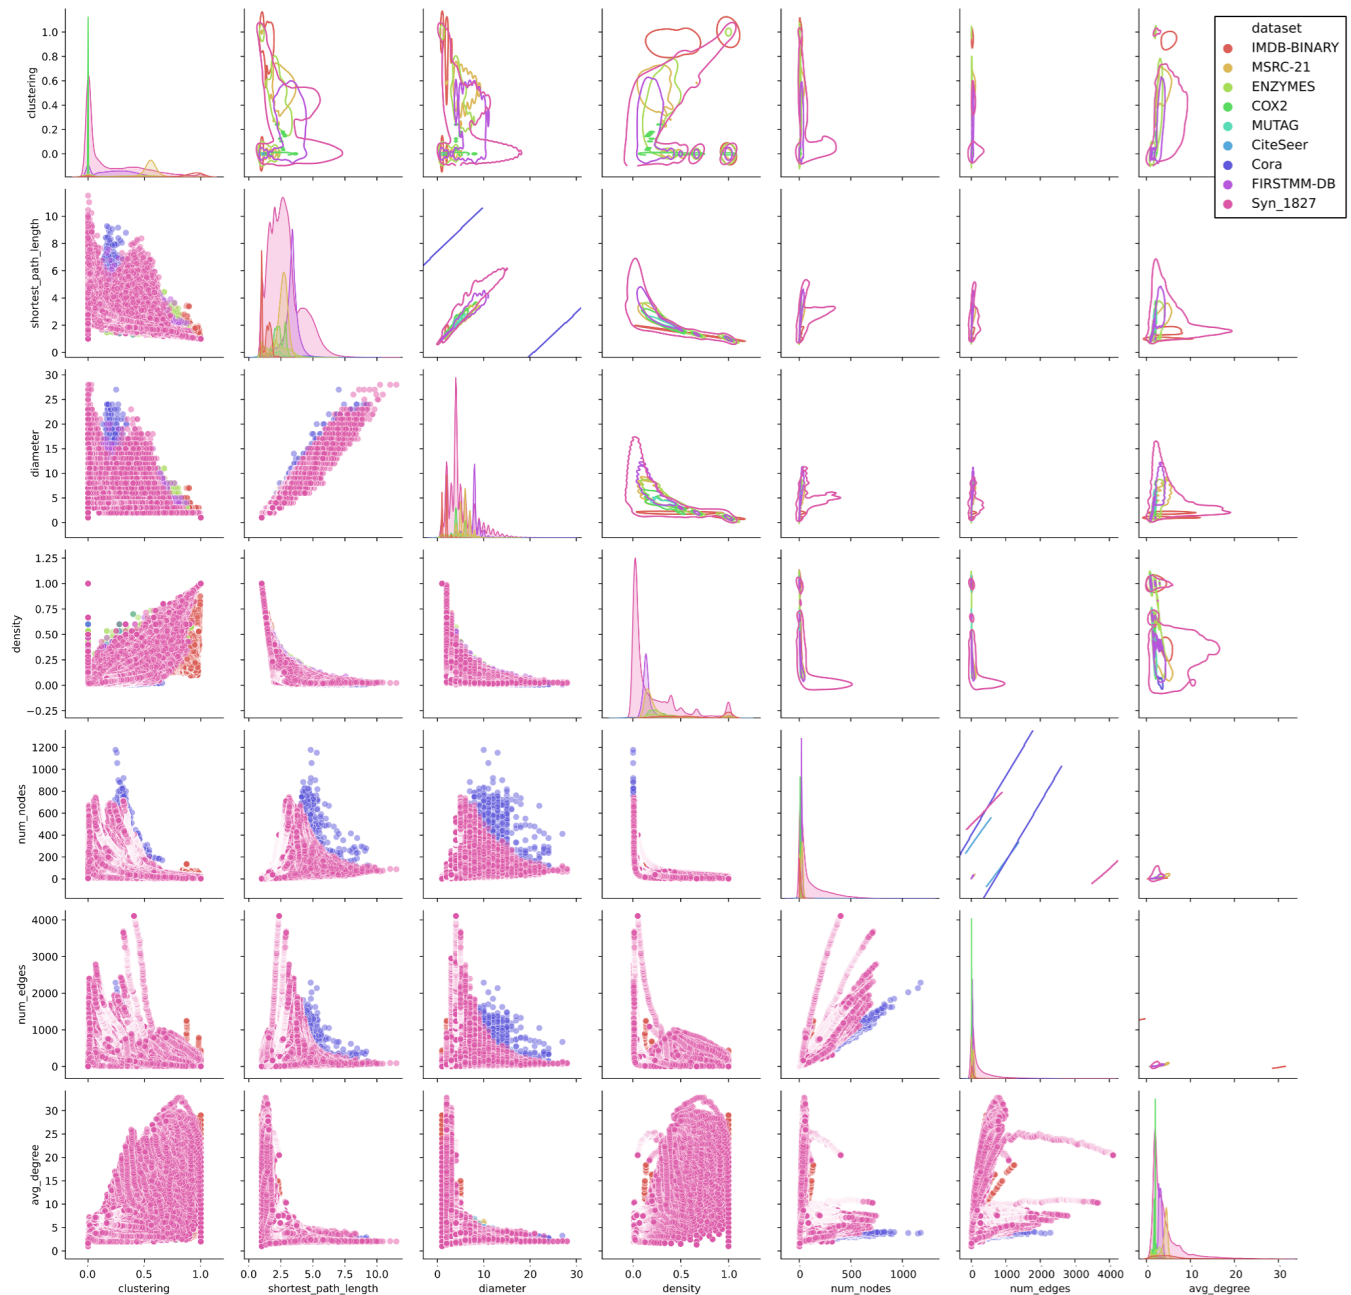 dataset
IMDB-BINARY
MSRC-21
ENZYMES
COX2
MUTAG
CiteSeer
Cora
FIRSTMM-DB
Syn_1827
clustering
1.0
0.8
0.6
0.4
0.2
0.0
shortest_path_length
10
8
6
4
2
0
diameter
30
25
20
15
10
5
0
density
1.25
1.00
0.75
0.50
0.25
0.00
−0.25
num_nodes
1200
1000
800
600
400
200
0
num_edges
4000
3000
2000
1000
0
avg_degree
30
25
20
15
10
5
0
0.0 0.5 1.0
clustering
0.0 2.5 5.0 7.5 10.0
shortest_path_length
0 10 20 30
diameter
0.0 0.5 1.0
density
0 500 1000
num_nodes
0 1000 2000 3000 4000
num_edges
0 10 20 30
avg_degree